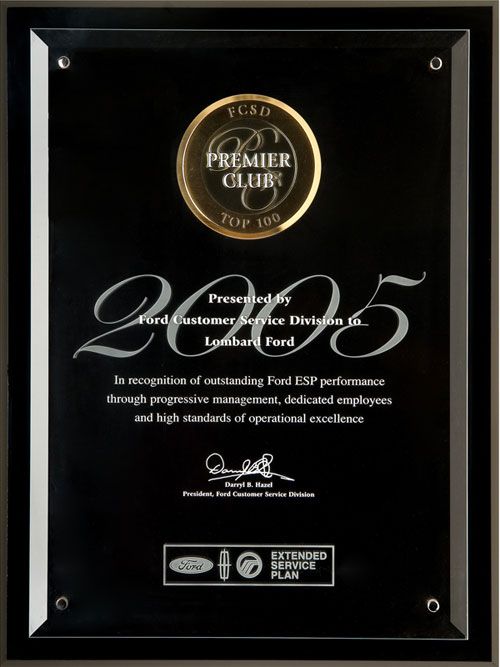 FCSD
PREMIER
CLUB
TOP 100
2005
Presented by
Ford Customer Service Division to
Lombard Ford
In recognition of outstanding Ford ESP performance
through progressive management, dedicated employees
and high standards of operational excellence
Darryl B. Hazel
President, Ford Customer Service Division
Ford
EXTENDED
SERVICE
PLAN